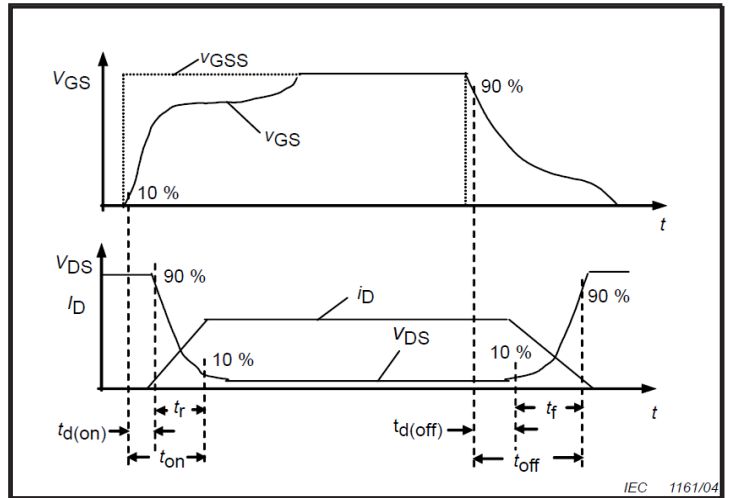 vGSS
VGS
90 %
vGS
10 %
t
VDS
90 %
ID
iD
90 %
VDS
10 %
10 %
tr
tf
t
td(on)
td(off)
ton
toff
IEC 1161/04